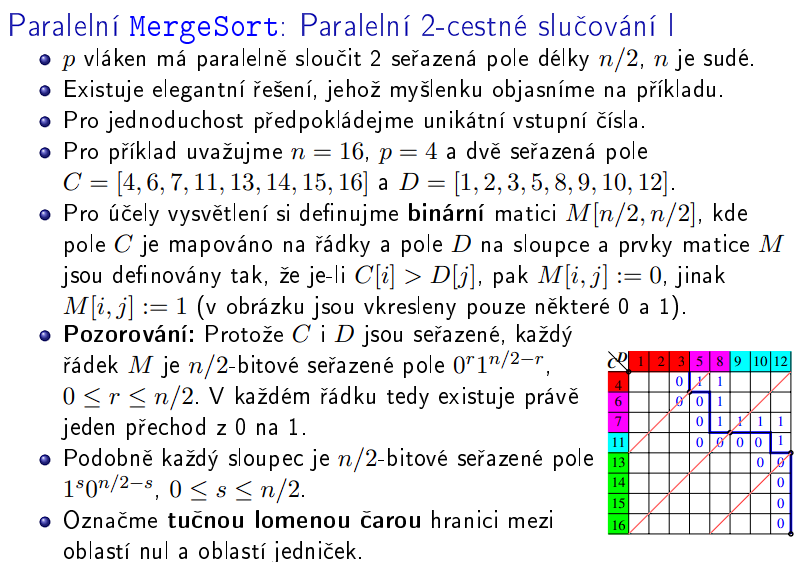 Paralelní MergeSort: Paralelní 2-cestné slučování I
p vláken má paralelně sloučit 2 seřazená pole délky n/2, n je sudé.
Existuje elegantní řešení, jehož myšlenku objasníme na příkladu.
Pro jednoduchost předpokládejme unikátní vstupní čísla.
Pro příklad uvažujme n = 16, p = 4 a dvě seřazená pole
C = [4, 6, 7, 11, 13, 14, 15, 16] a D = [1, 2, 3, 5, 8, 9, 10, 12].
Pro účely vysvětlení si definujme binární matici M[n/2, n/2], kde
pole C je mapováno na řádky a pole D na sloupce a prvky matice M
jsou definovány tak, že je-li C[i] > D[j], pak M[i, j] := 0, jinak
M[i, j] := 1 (v obrázku jsou vkresleny pouze některé 0 a 1).
Pozorování: Protože C i D jsou seřazené, každý
řádek M je n/2-bitové seřazené pole 0^r1^{n/2−r},
0 ≤ r ≤ n/2. V každém řádku tedy existuje právě
jeden přechod z 0 na 1.
Podobně každý sloupec je n/2-bitové seřazené pole
1^s0^{n/2−s}, 0 ≤ s ≤ n/2.
Označme tučnou lomenou čarou hranici mezi
oblastí nul a oblastí jedniček.
C D 1 2 3 5 8 9 10 12
4 0 1 1
6 0 0 1
7 0 1 1 1 1
11 0 0 0 0 1
13 0 0
14 0
15 0
16 0